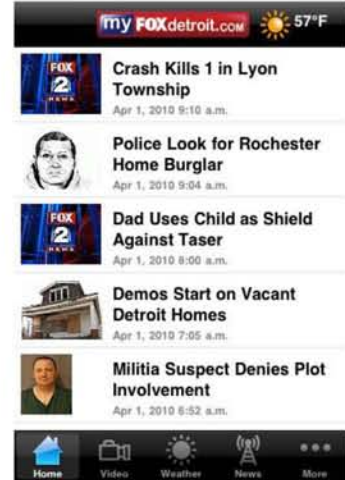 my FOXdetroit.COM 57°F
FOX
2
NEWS
Crash Kills 1 in Lyon
Township
Apr 1, 2010 9:10 a.m.
Police Look for Rochester
Home Burglar
Apr 1, 2010 9:04 a.m.
FOX
2
NEWS
Dad Uses Child as Shield
Against Taser
Apr 1, 2010 8:00 a.m.
Demos Start on Vacant
Detroit Homes
Apr 1, 2010 7:05 a.m.
Militia Suspect Denies Plot
Involvement
Apr 1, 2010 6:52 a.m.
Home Video Weather News More